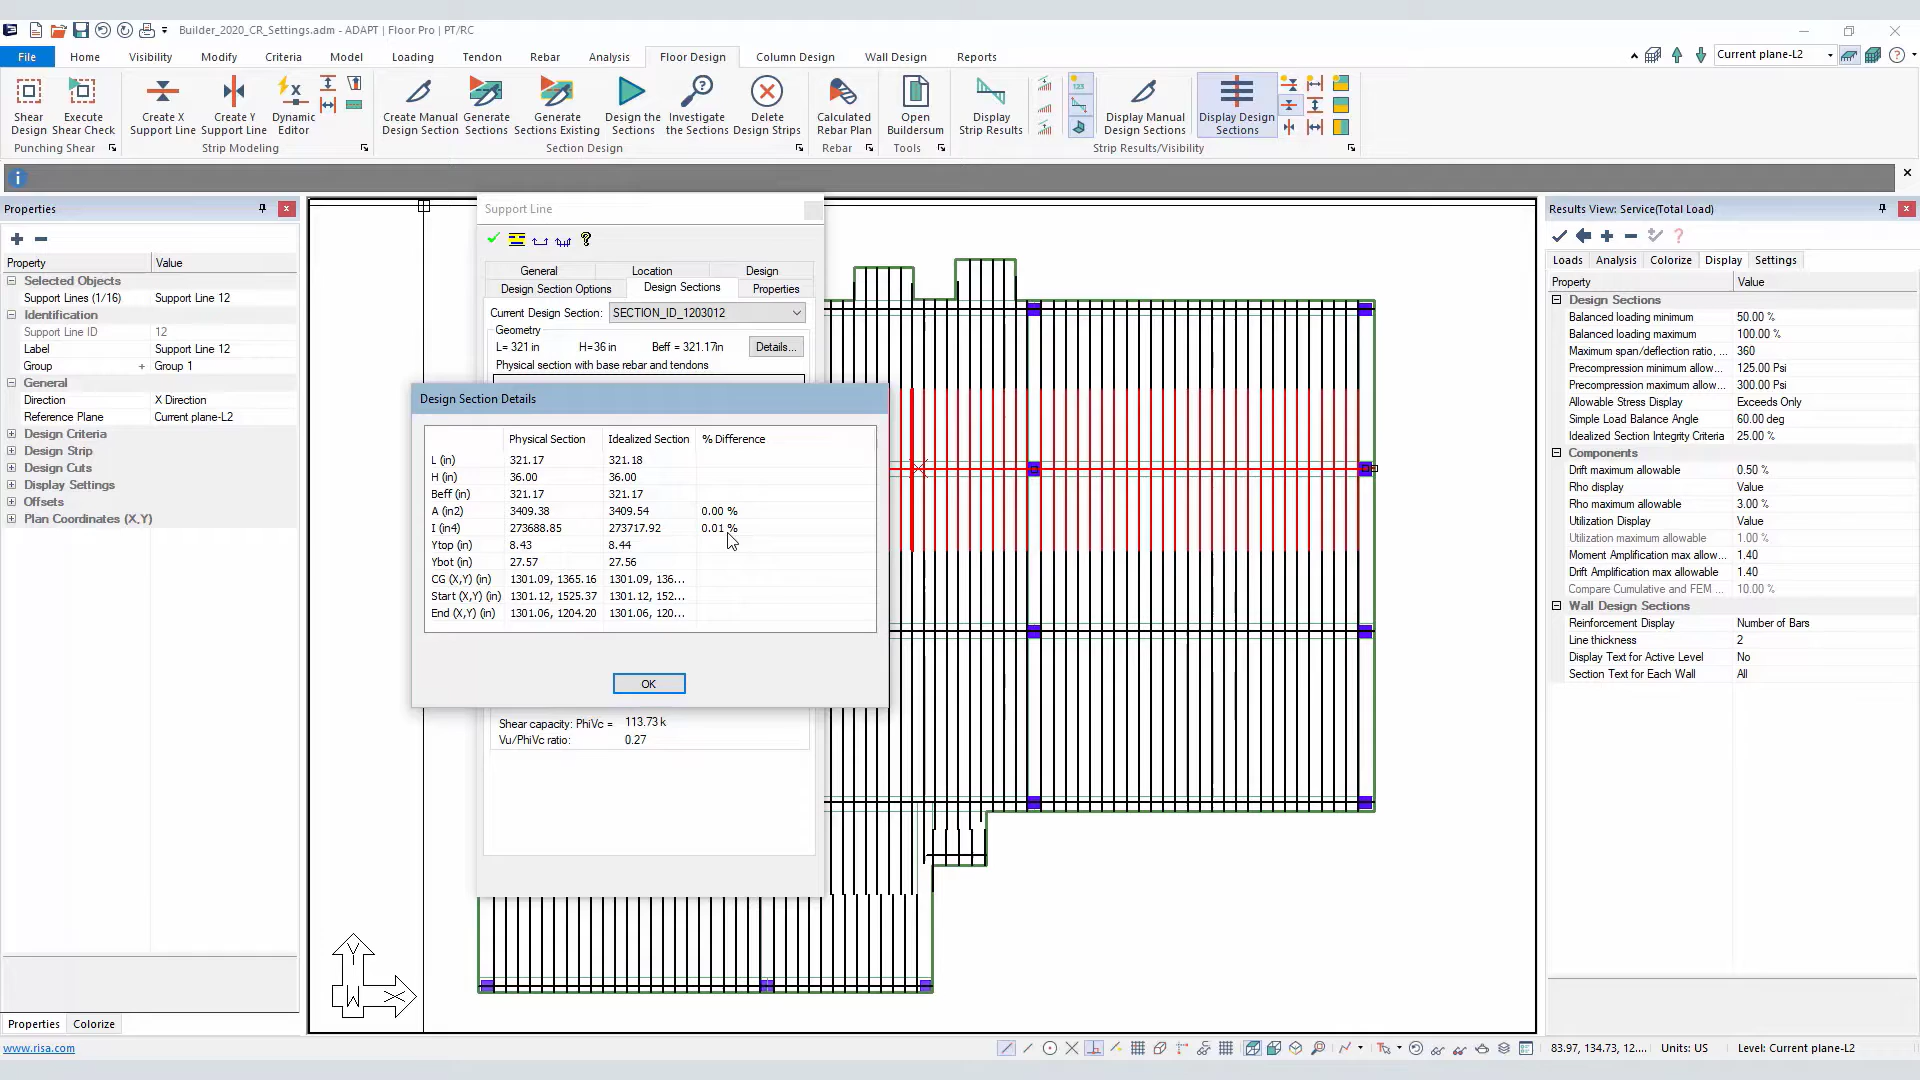 Builder_2020_CR_Settings.adm - ADAPT | Floor Pro | PT/RC
File Home Visibility Modify Criteria Model Loading Tendon Rebar Analysis Floor Design Column Design Wall Design Reports Current plane-L2
Shear Design
Execute Shear Check
Create X Support Line
Create Y Support Line
Dynamic Editor
Create Manual Design Section
Generate Sections
Generate Sections Existing
Design the Sections
Investigate the Sections
Delete Design Strips
Calculated Rebar Plan
Open Buildersum
Display Strip Results
123
Display Manual Design Sections
Display Design Sections
Punching Shear Strip Modeling Section Design Rebar Tools Strip Results/Visibility
Properties
Property Value
Selected Objects
Support Lines (1/16) Support Line 12
Identification
Support Line ID 12
Label Support Line 12
Group + Group 1
General
Direction X Direction
Reference Plane Current plane-L2
Design Criteria
Design Strip
Design Cuts
Display Settings
Offsets
Plan Coordinates (X,Y)
Properties Colorize
www.risa.com
Support Line
General Location Design
Design Section Options Design Sections Properties
Current Design Section: SECTION_ID_1203012
Geometry
L= 321 in H=36 in Beff = 321.17in Details...
Physical section with base rebar and tendons
Design Section Details
Physical Section Idealized Section % Difference
L (in) 321.17 321.18
H (in) 36.00 36.00
Beff (in) 321.17 321.17
A (in2) 3409.38 3409.54 0.00 %
I (in4) 273688.85 273717.92 0.01 %
Ytop (in) 8.43 8.44
Ybot (in) 27.57 27.56
CG (X,Y) (in) 1301.09, 1365.16 1301.09, 136...
Start (X,Y) (in) 1301.12, 1525.37 1301.12, 152...
End (X,Y) (in) 1301.06, 1204.20 1301.06, 120...
OK
Shear capacity: PhiVc = 113.73 k
Vu/PhiVc ratio: 0.27
Y
W X
Results View: Service(Total Load)
Loads Analysis Colorize Display Settings
Property Value
Design Sections
Balanced loading minimum 50.00 %
Balanced loading maximum 100.00 %
Maximum span/deflection ratio, ... 360
Precompression minimum allow... 125.00 Psi
Precompression maximum allow... 300.00 Psi
Allowable Stress Display Exceeds Only
Simple Load Balance Angle 60.00 deg
Idealized Section Integrity Criteria 25.00 %
Components
Drift maximum allowable 0.50 %
Rho display Value
Rho maximum allowable 3.00 %
Utilization Display Value
Utilization maximum allowable 1.00 %
Moment Amplification max allow... 1.40
Drift Amplification max allowable 1.40
Compare Cumulative and FEM ... 10.00 %
Wall Design Sections
Reinforcement Display Number of Bars
Line thickness 2
Display Text for Active Level No
Section Text for Each Wall All
83.97, 134.73, 12.... Units: US Level: Current plane-L2